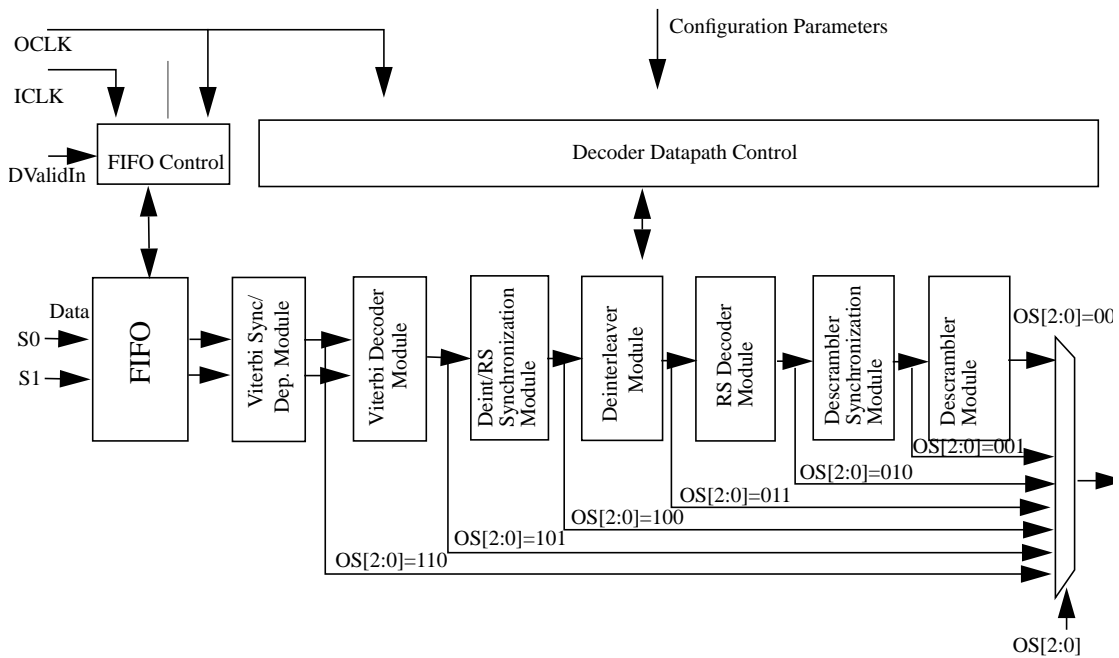 Configuration Parameters
OCLK
ICLK
DValidIn
FIFO Control
Decoder Datapath Control
Data
S0
S1
FIFO
Viterbi Sync/
Dep. Module
Viterbi Decoder
Module
Deint/RS
Synchronization
Module
Deinterleaver
Module
RS Decoder
Module
Descrambler
Synchronization
Module
Descrambler
Module
OS[2:0]=00
OS[2:0]=001
OS[2:0]=010
OS[2:0]=011
OS[2:0]=100
OS[2:0]=101
OS[2:0]=110
OS[2:0]